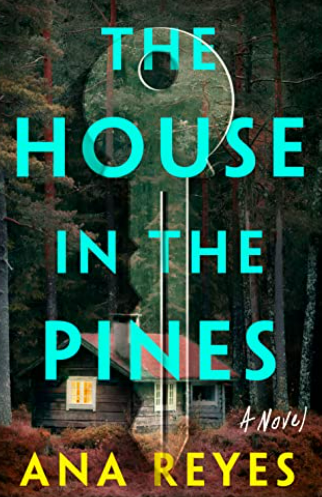 THE
HOUSE
IN THE
PINES
A Novel
ANA REYES